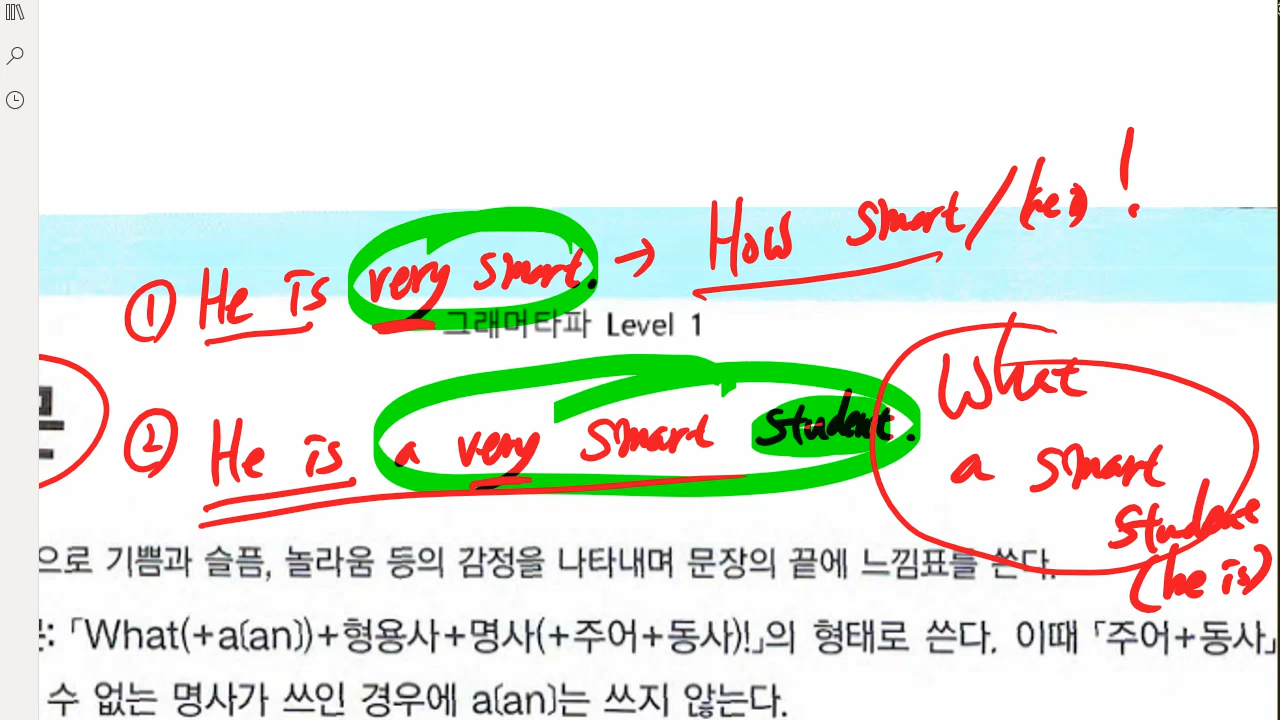 ① He is very smart. → How smart/(he is)!
그래머타파 Level 1
② He is a very smart student.
What
a smart
student
(he is)
으로 기쁨과 슬픔, 놀라움 등의 감정을 나타내며 문장의 끝에 느낌표를 쓴다.
「What(+a(an))+형용사+명사(+주어+동사)!」의 형태로 쓴다. 이때 「주어+동사」
수 없는 명사가 쓰인 경우에 a(an)는 쓰지 않는다.